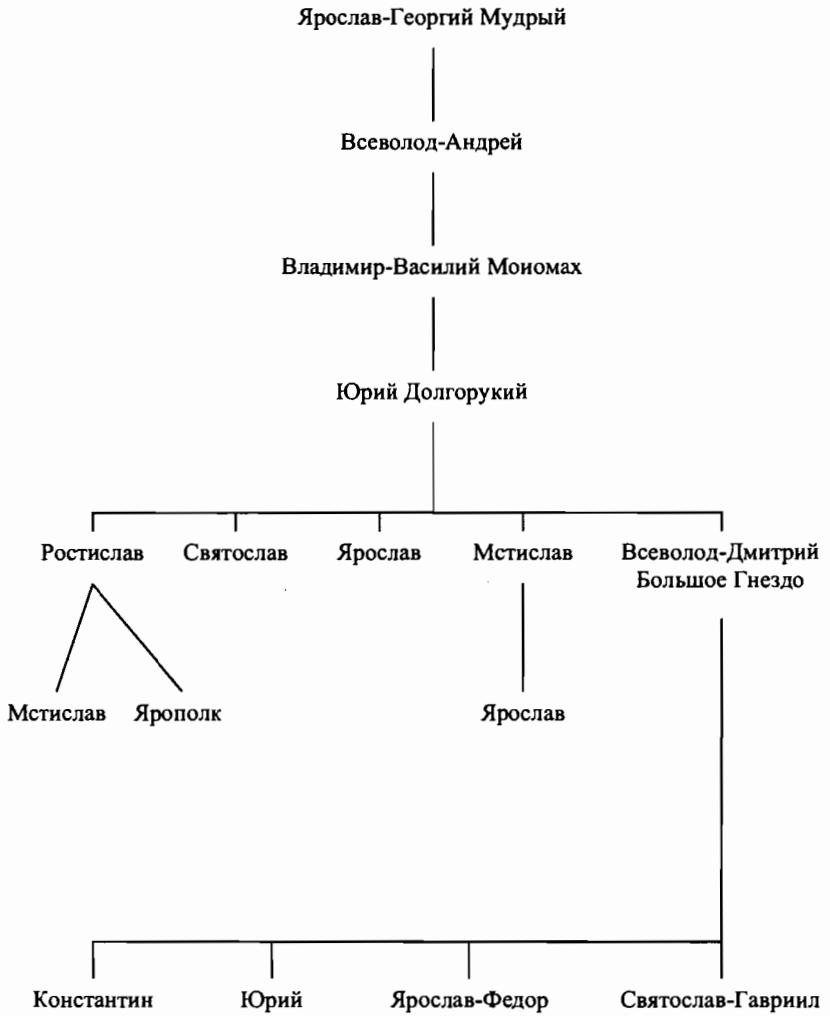 Ярослав-Георгий Мудрый
Всеволод-Андрей
Владимир-Василий Моиомах
Юрий Долгорукий
Ростислав Святослав Ярослав Мстислав Всеволод-Дмитрий
Большое Гнездо
Мстислав Ярополк Ярослав
Константин Юрий Ярослав-Федор Святослав-Гавриил